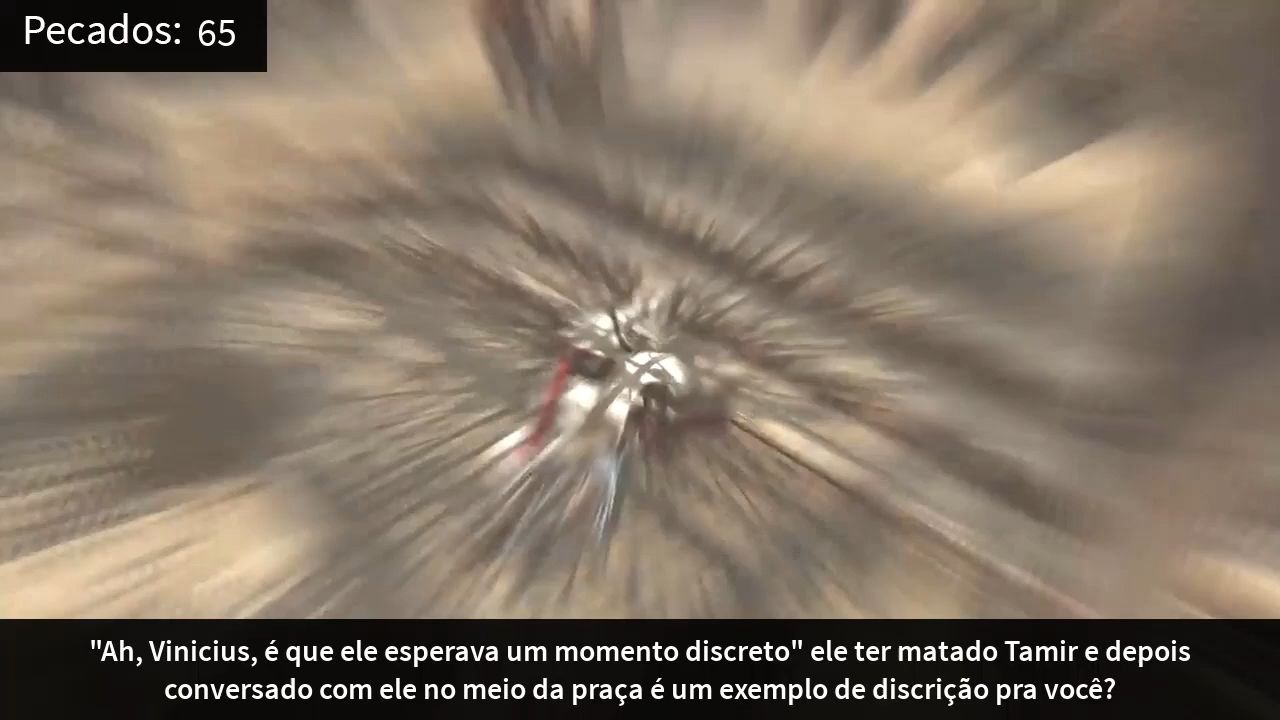 Pecados: 65
"Ah, Vinicius, é que ele esperava um momento discreto" ele ter matado Tamir e depois
conversado com ele no meio da praça é um exemplo de discrição pra você?